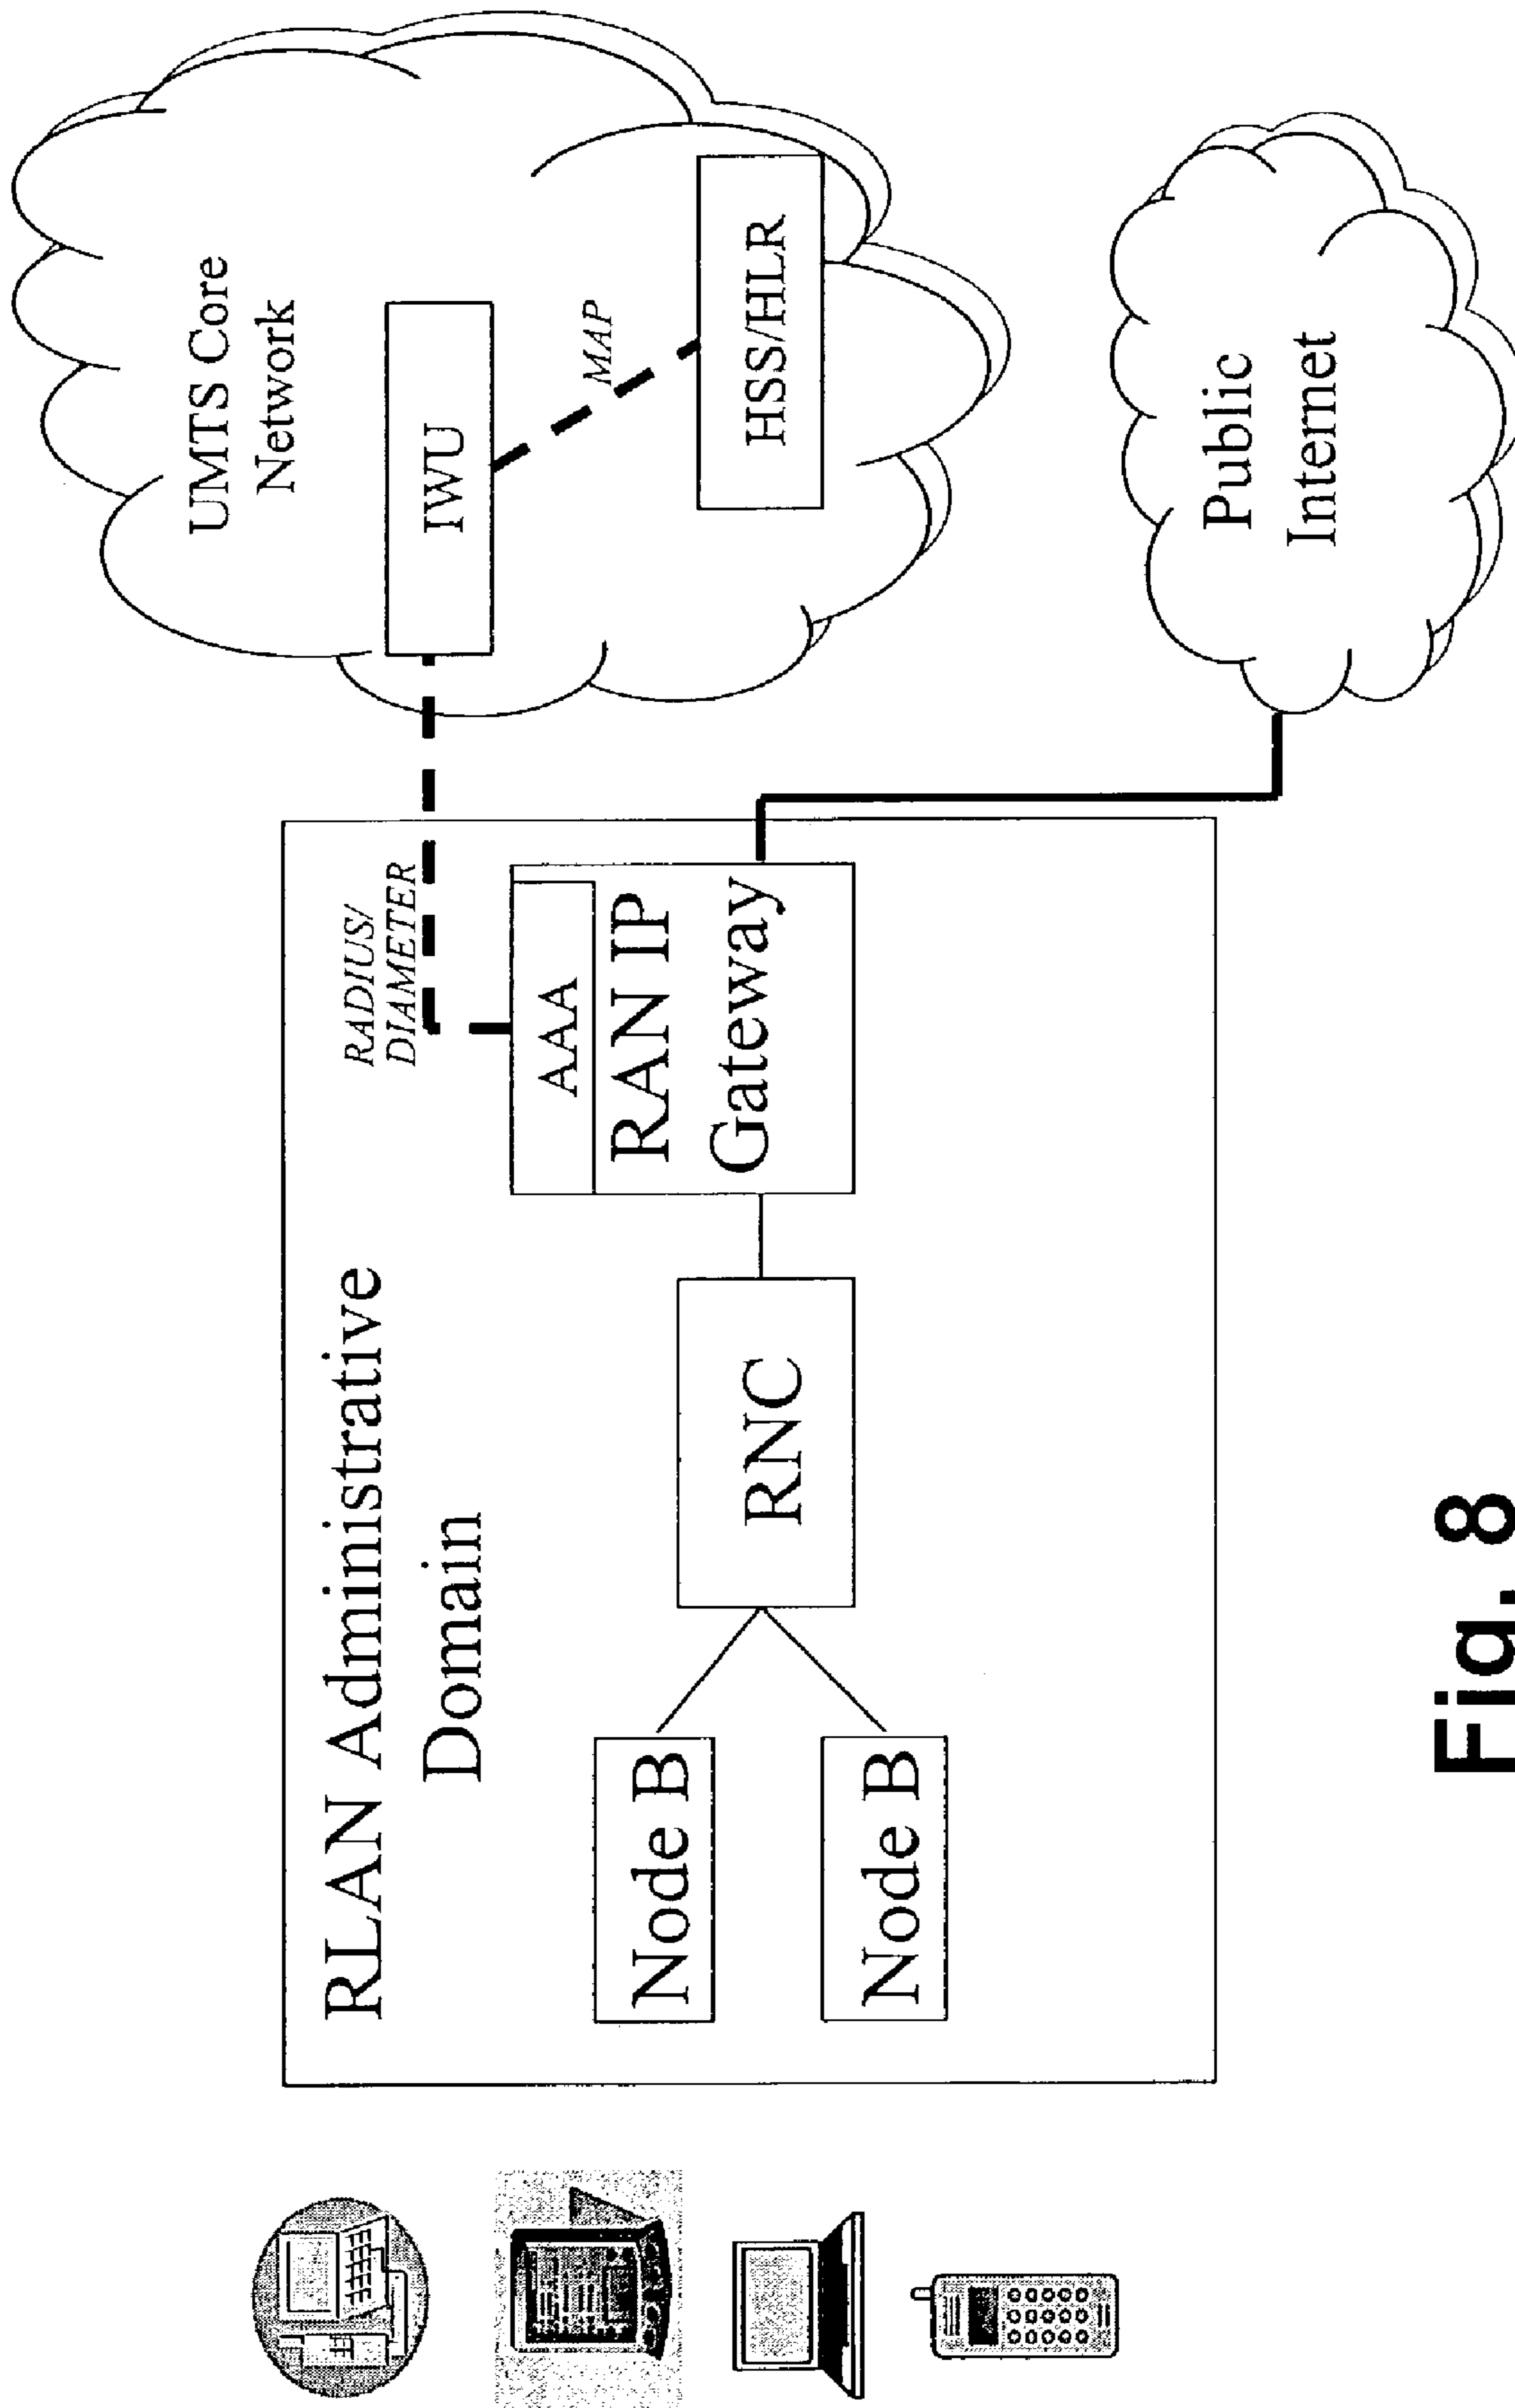 RLAN Administrative
Domain
Node B
Node B
RNC
AAA
RAN IP
Gateway
RADIUS/
DIAMETER
UMTS Core
Network
IWU
MAP
HSS/HLR
Public
Internet
Fig. 8